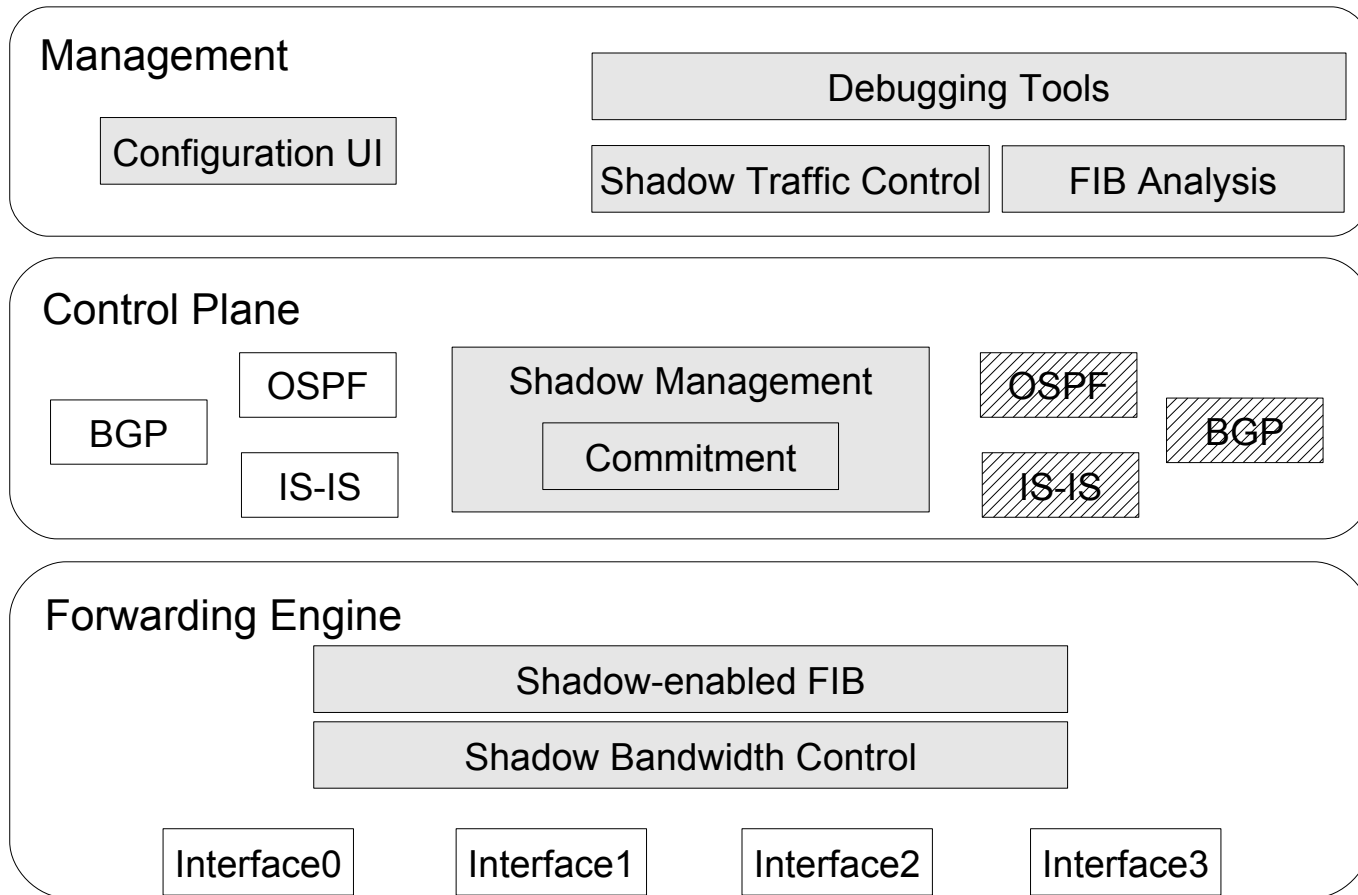 Management
Debugging Tools
Configuration UI
Shadow Traffic Control
FIB Analysis
Control Plane
OSPF
Shadow Management
OSPF
BGP
Commitment
BGP
IS-IS
IS-IS
Forwarding Engine
Shadow-enabled FIB
Shadow Bandwidth Control
Interface0
Interface1
Interface2
Interface3